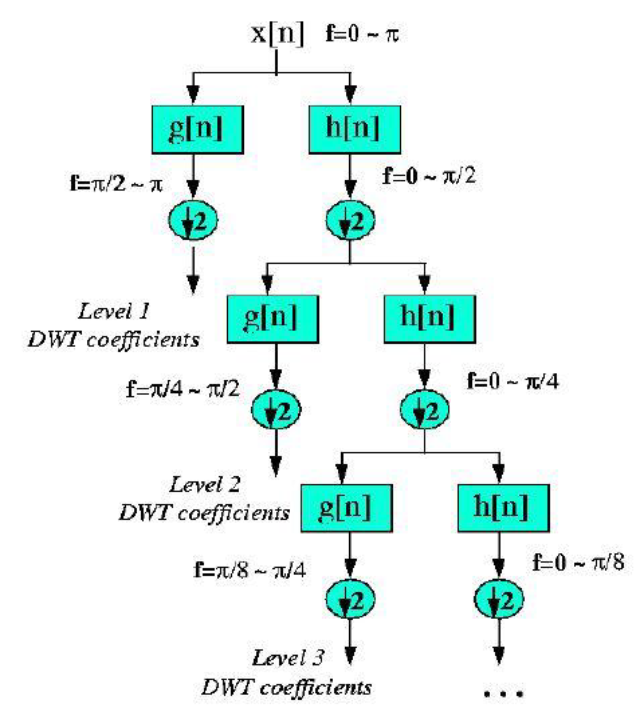 x[n] f=0 ~ π
g[n] h[n]
f=π/2 ~ π f=0 ~ π/2
2 2
Level 1
DWT coefficients
g[n] h[n]
f=π/4 ~ π/2 f=0 ~ π/4
2 2
Level 2
DWT coefficients
g[n] h[n]
f=π/8 ~ π/4 f=0 ~ π/8
2 2
Level 3
DWT coefficients
...